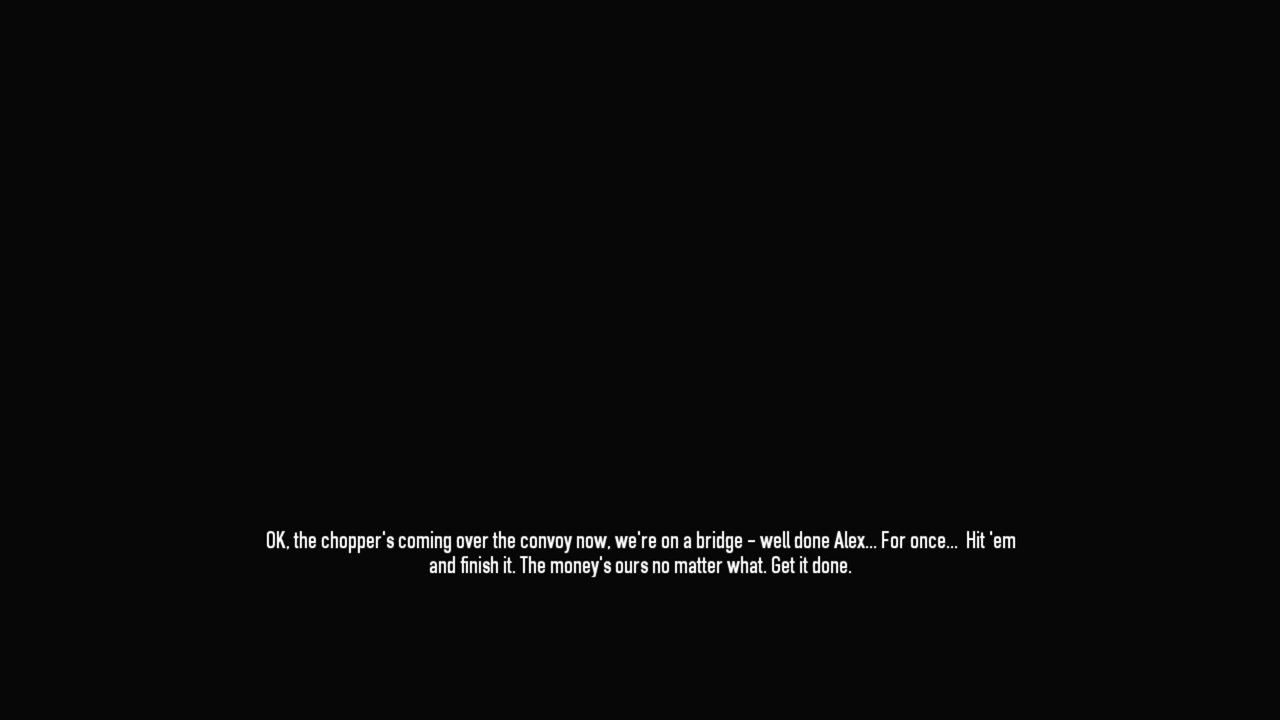 OK, the chopper's coming over the convoy now, we're on a bridge - well done Alex... For once...  Hit 'em
and finish it. The money's ours no matter what. Get it done.